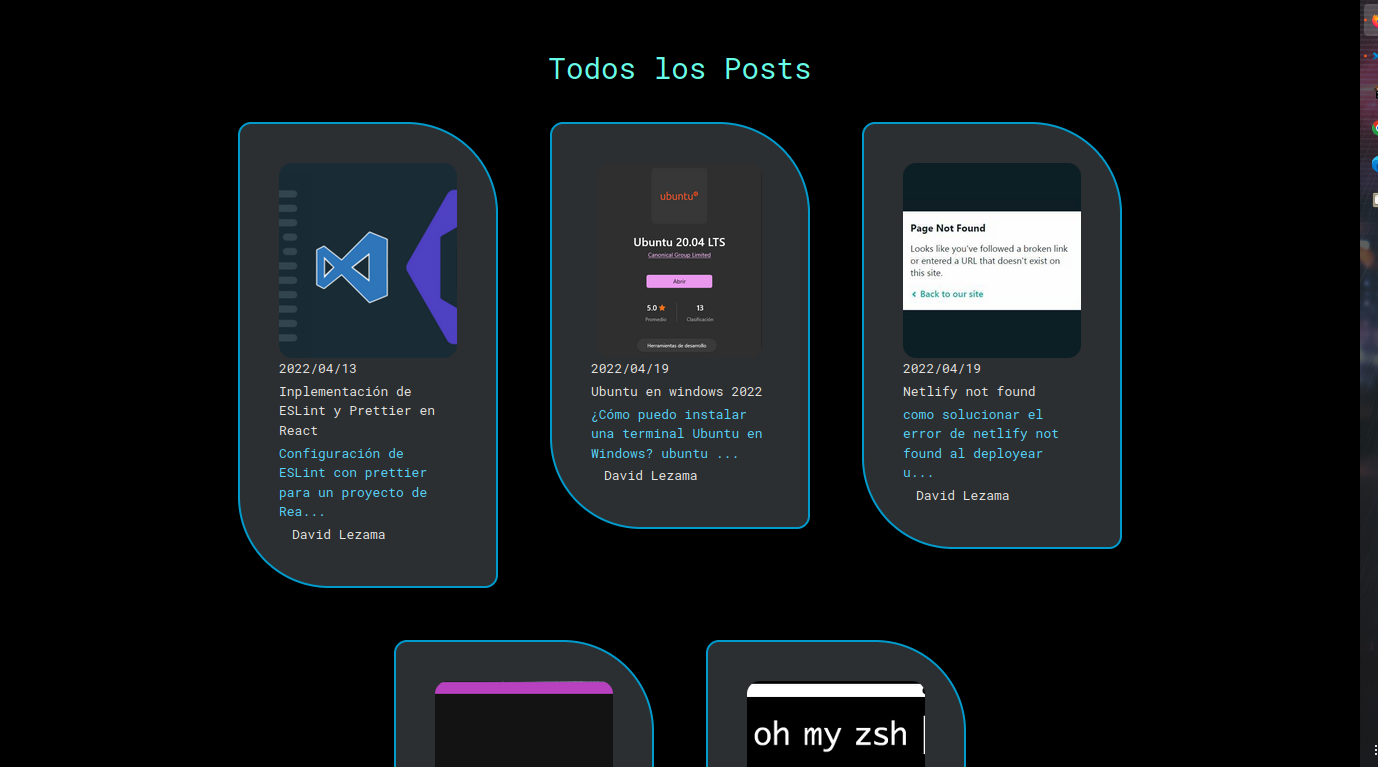 Todos los Posts
2022/04/13
Inplementación de
ESLint y Prettier en
React
Configuración de
ESLint con prettier
para un proyecto de
Rea...
David Lezama
ubuntu
Ubuntu 20.04 LTS
Canonical Group Limited
Abrir
5.0 ★ 13
Promedio Clasificación
Herramientas de desarrollo
2022/04/19
Ubuntu en windows 2022
¿Cómo puedo instalar
una terminal Ubuntu en
Windows? ubuntu ...
David Lezama
Page Not Found
Looks like you've followed a broken link
or entered a URL that doesn't exist on
this site.
Back to our site
2022/04/19
Netlify not found
como solucionar el
error de netlify not
found al deployear
u...
David Lezama
oh my zsh